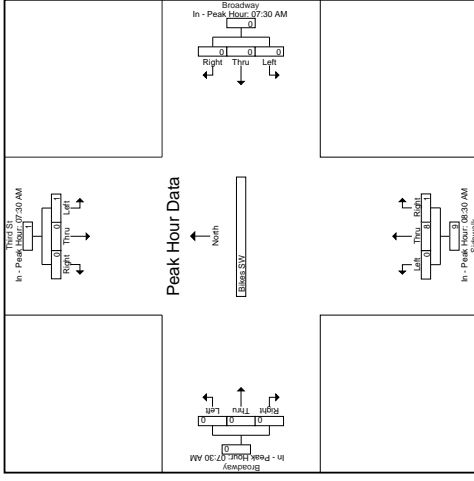 Broadway
In - Peak Hour: 07:30 AM
0
0 0 0
Right Thru Left
Third St
In - Peak Hour: 07:30 AM
1
0 0 1
Right Thru Left
Peak Hour Data
North
Bikes SW
Left Thru Right
0 8 1
9
In - Peak Hour: 08:30 AM
Sidewalk
Broadway
In - Peak Hour: 07:30 AM
0
0 0 0
Right Thru Left